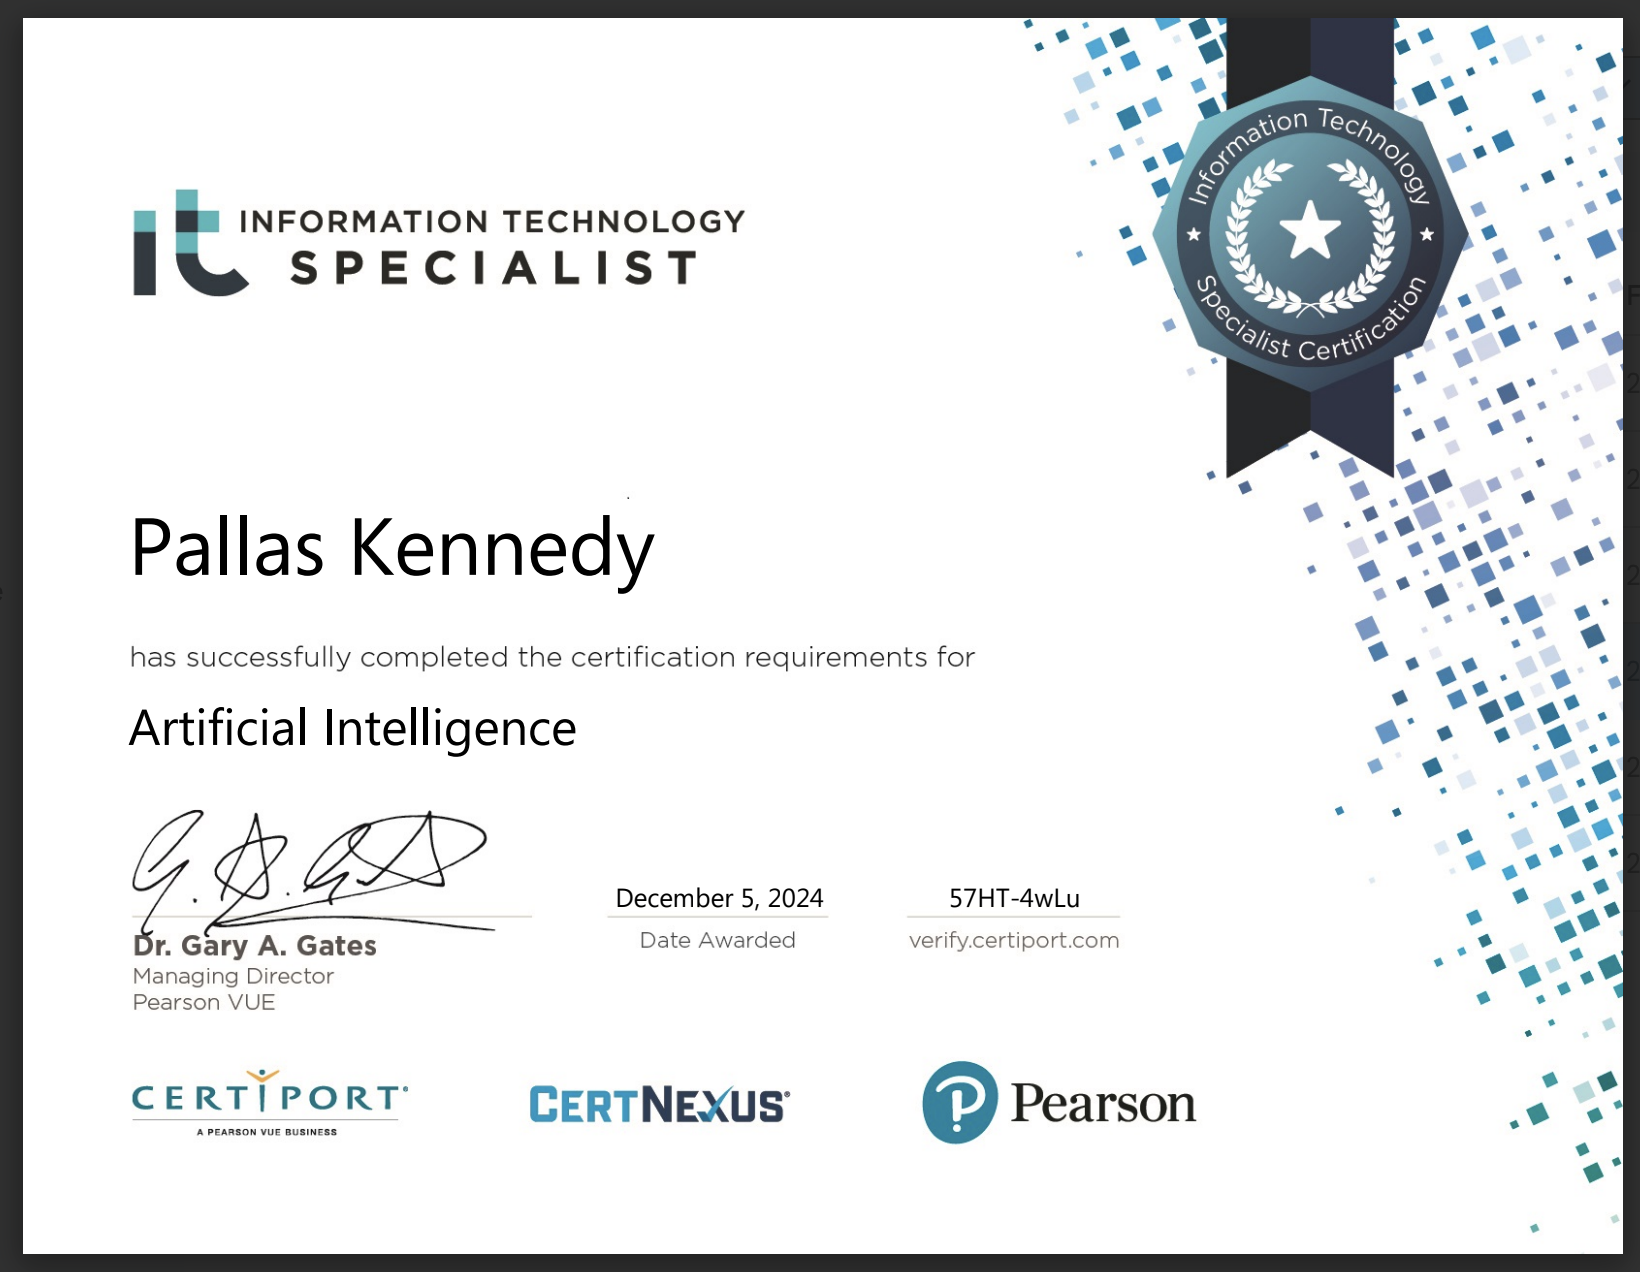 Information Technology
Specialist Certification
it INFORMATION TECHNOLOGY
SPECIALIST
Pallas Kennedy
has successfully completed the certification requirements for
Artificial Intelligence
December 5, 2024
57HT-4wLu
Dr. Gary A. Gates
Date Awarded
verify.certiport.com
Managing Director
Pearson VUE
CERTIPORT®
A PEARSON VUE BUSINESS
CERTNEXUS®
P Pearson